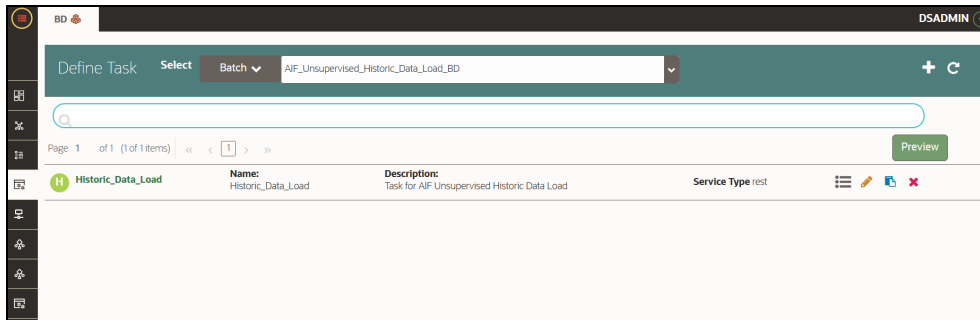 BD
DSADMIN
Define Task Select Batch AIF_Unsupervised_Historic_Data_Load_BD
Page 1 of 1 (1 of 1 items) « < 1 > »
Preview
H Historic_Data_Load
Name:
Historic_Data_Load
Description:
Task for AIF Unsupervised Historic Data Load
Service Type rest